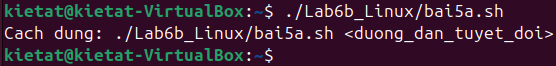 kietat@kietat-VirtualBox:~$ ./Lab6b_Linux/bai5a.sh
Cach dung: ./Lab6b_Linux/bai5a.sh <duong_dan_tuyet_doi>
kietat@kietat-VirtualBox:~$